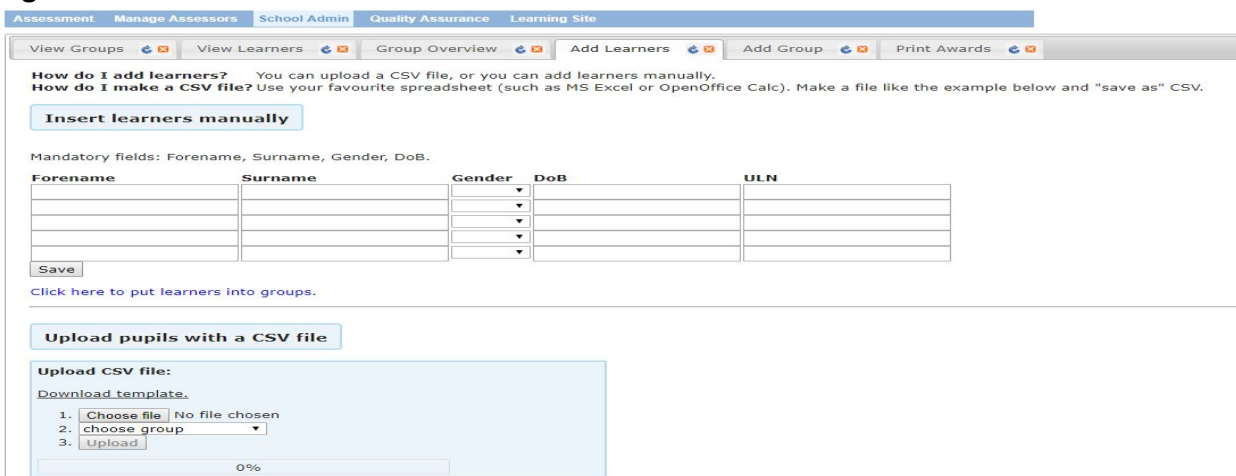 Assessment Manage Assessors School Admin Quality Assurance Learning Site
View Groups View Learners Group Overview Add Learners Add Group Print Awards
How do I add learners? You can upload a CSV file, or you can add learners manually.
How do I make a CSV file? Use your favourite spreadsheet (such as MS Excel or OpenOffice Calc). Make a file like the example below and "save as" CSV.
Insert learners manually
Mandatory fields: Forename, Surname, Gender, DoB.
Forename Surname Gender DoB ULN
Save
Click here to put learners into groups.
Upload pupils with a CSV file
Upload CSV file:
Download template.
1. Choose file No file chosen
2. choose group
3. Upload
0%